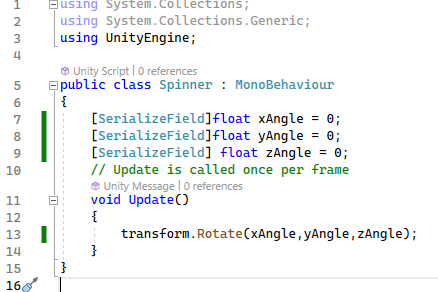 1 using System.Collections;
2 using System.Collections.Generic;
3 using UnityEngine;
4
Unity Script | 0 references
5 public class Spinner : MonoBehaviour
6 {
7 [SerializeField]float xAngle = 0;
8 [SerializeField]float yAngle = 0;
9 [SerializeField] float zAngle = 0;
10 // Update is called once per frame
Unity Message | 0 references
11 void Update()
12 {
13 transform.Rotate(xAngle,yAngle,zAngle);
14 }
15 }
16